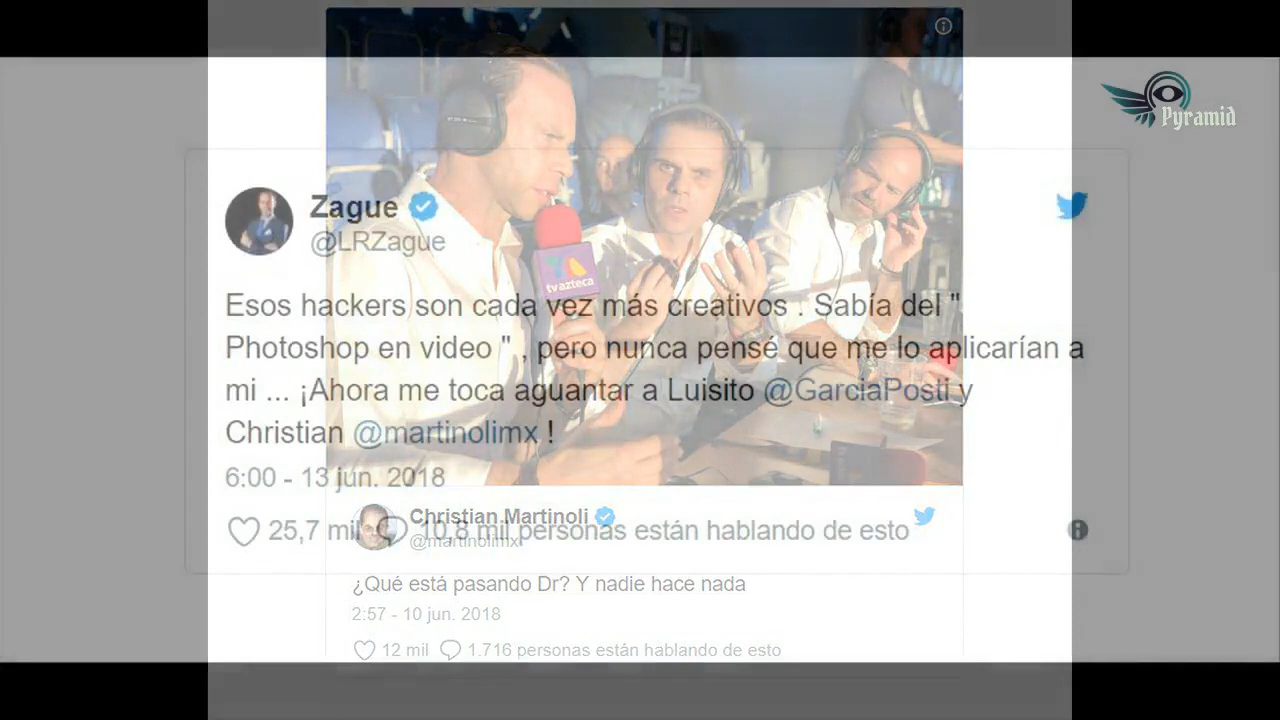 Pyramid
Zague
@LRZague
tv azteca
Esos hackers son cada vez más creativos . Sabía del "
Photoshop en video " , pero nunca pensé que me lo aplicarían a
mi ... ¡Ahora me toca aguantar a Luisito @GarciaPosti y
Christian @martinolimx !
6:00 - 13 jun. 2018
25,7 mil 10,8 mil personas están hablando de esto
Christian Martinoli
@martinolimx
¿Qué está pasando Dr? Y nadie hace nada
2:57 - 10 jun. 2018
12 mil 1.716 personas están hablando de esto